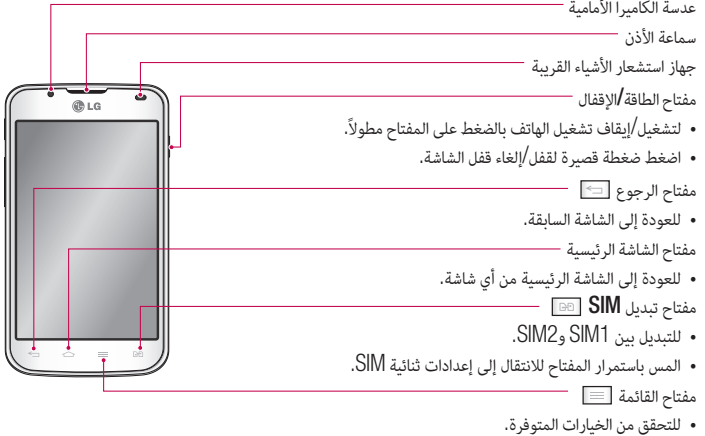 عدسة الكاميرا الأمامية
سماعة الأذن
جهاز استشعار الأشياء القريبة
مفتاح الطاقة/الإقفال
• لتشغيل/إيقاف تشغيل الهاتف بالضغط على المفتاح مطولاً.
• اضغط ضغطة قصيرة لقفل/إلغاء قفل الشاشة.
مفتاح الرجوع
• للعودة إلى الشاشة السابقة.
مفتاح الشاشة الرئيسية
• للعودة إلى الشاشة الرئيسية من أي شاشة.
مفتاح تبديل SIM
• للتبديل بين SIM1 وSIM2.
• المس باستمرار المفتاح للانتقال إلى إعدادات ثنائية SIM.
مفتاح القائمة
• للتحقق من الخيارات المتوفرة.
LG